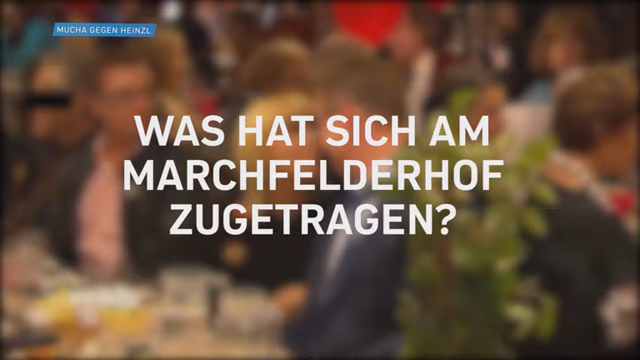 MUCHA GEGEN HEINZL
WAS HAT SICH AM
MARCHFELDERHOF
ZUGETRAGEN?